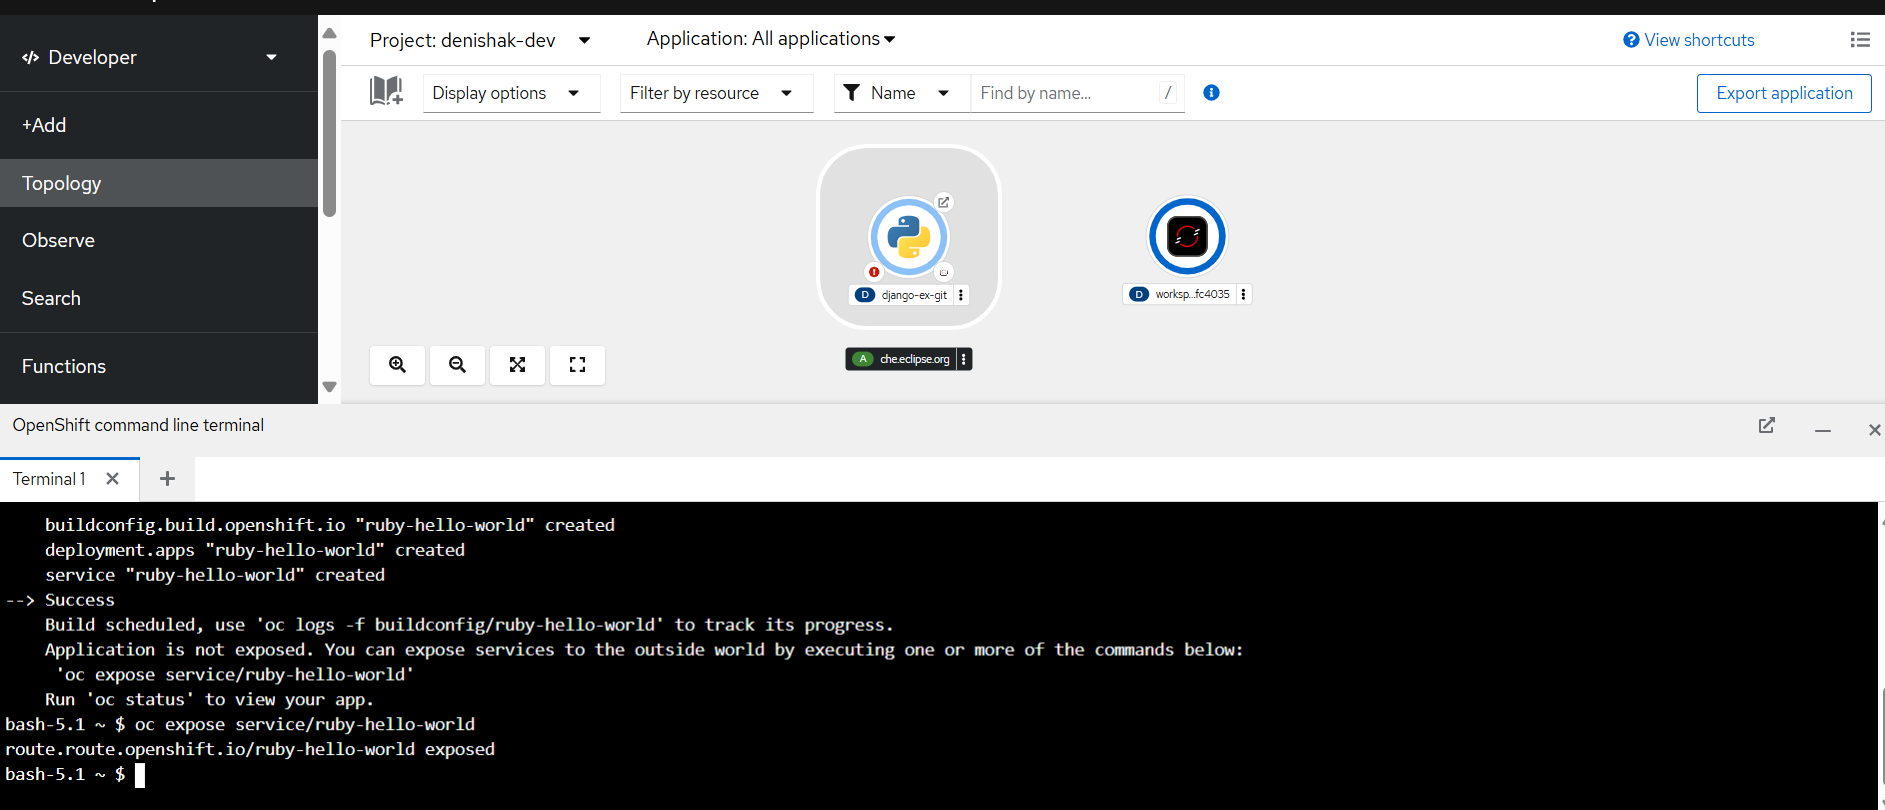 Developer
Project: denishak-dev
Application: All applications
View shortcuts
Display options
Filter by resource
Name
Find by name...
/
Export application
+Add
Topology
Observe
Search
Functions
D django-ex-git
D worksp...fc4035
A che.eclipse.org
OpenShift command line terminal
Terminal 1
buildconfig.build.openshift.io "ruby-hello-world" created
deployment.apps "ruby-hello-world" created
service "ruby-hello-world" created
--> Success
Build scheduled, use 'oc logs -f buildconfig/ruby-hello-world' to track its progress.
Application is not exposed. You can expose services to the outside world by executing one or more of the commands below:
'oc expose service/ruby-hello-world'
Run 'oc status' to view your app.
bash-5.1 ~ $ oc expose service/ruby-hello-world
route.route.openshift.io/ruby-hello-world exposed
bash-5.1 ~ $